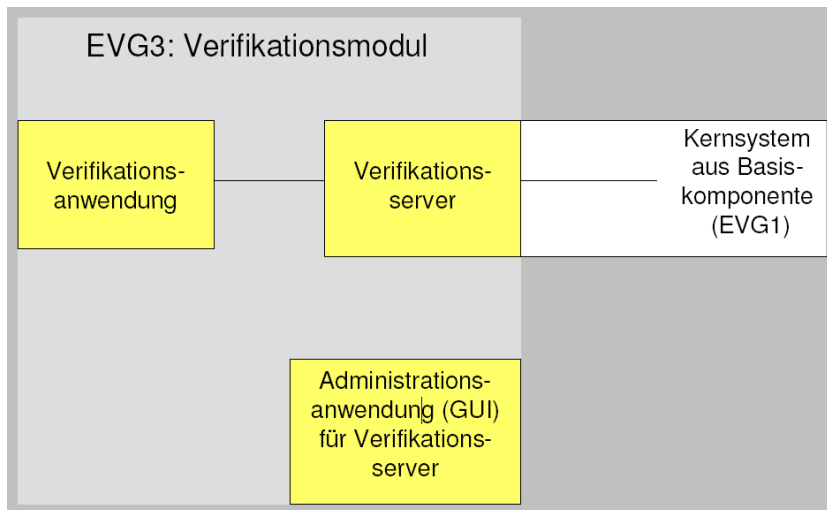 EVG3: Verifikationsmodul
Verifikations-
anwendung
Verifikations-
server
Kernsystem
aus Basis-
komponente
(EVG1)
Administrations-
anwendung (GUI)
für Verifikations-
server